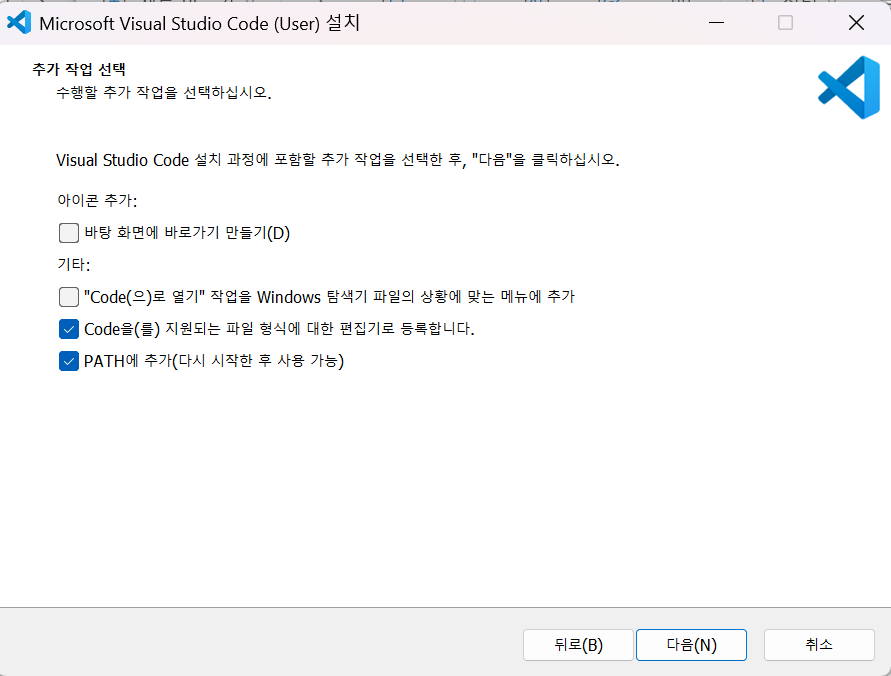 Microsoft Visual Studio Code (User) 설치
추가 작업 선택
수행할 추가 작업을 선택하십시오.
Visual Studio Code 설치 과정에 포함할 추가 작업을 선택한 후, "다음"을 클릭하십시오.
아이콘 추가:
바탕 화면에 바로가기 만들기(D)
기타:
"Code(으)로 열기" 작업을 Windows 탐색기 파일의 상황에 맞는 메뉴에 추가
Code을(를) 지원되는 파일 형식에 대한 편집기로 등록합니다.
PATH에 추가(다시 시작한 후 사용 가능)
뒤로(B) 다음(N) 취소